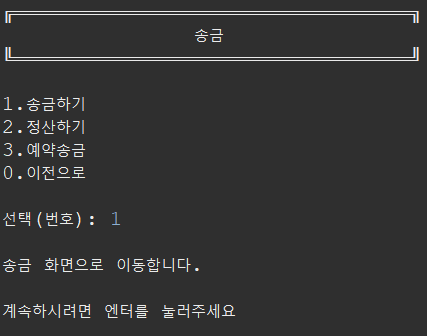 송금
1.송금하기
2.정산하기
3.예약송금
0.이전으로
선택(번호): 1
송금 화면으로 이동합니다.
계속하시려면 엔터를 눌러주세요